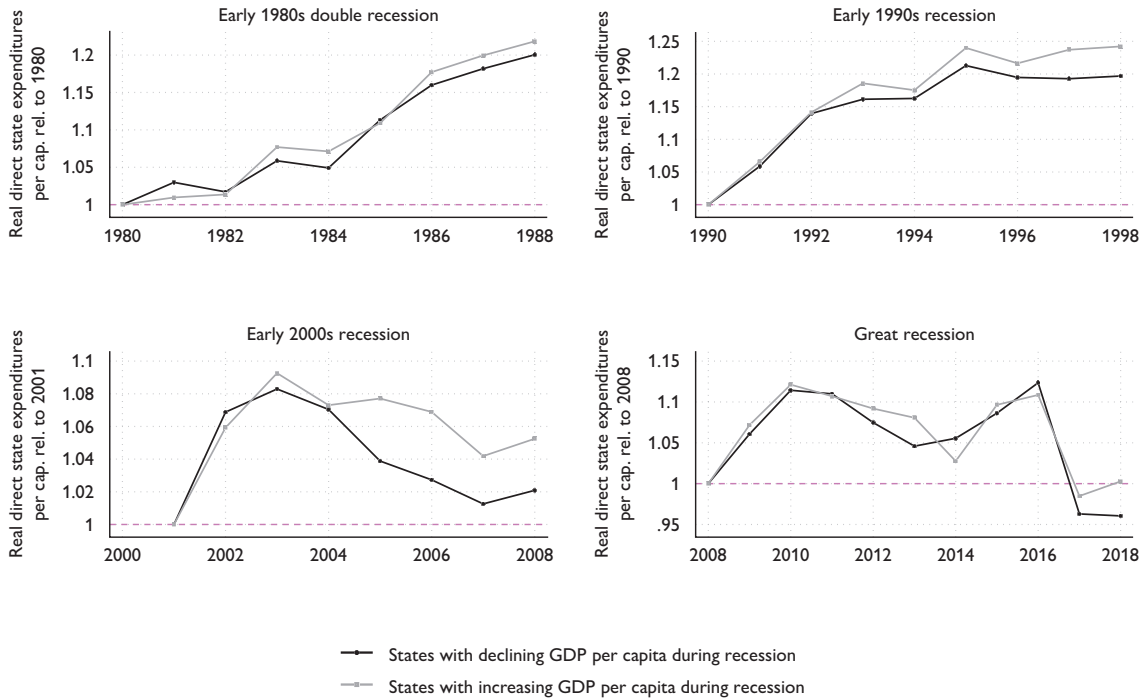 Early 1980s double recession
Real direct state expenditures
per cap. rel. to 1980
1.2
1.15
1.1
1.05
1
1980 1982 1984 1986 1988
Early 1990s recession
Real direct state expenditures
per cap. rel. to 1990
1.25
1.2
1.15
1.1
1.05
1
1990 1992 1994 1996 1998
Early 2000s recession
Real direct state expenditures
per cap. rel. to 2001
1.1
1.08
1.06
1.04
1.02
1
2000 2002 2004 2006 2008
Great recession
Real direct state expenditures
per cap. rel. to 2008
1.15
1.1
1.05
1
.95
2008 2010 2012 2014 2016 2018
States with declining GDP per capita during recession
States with increasing GDP per capita during recession